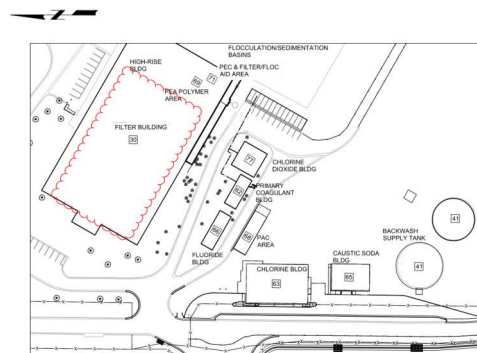 Z
FLOCCULATION/SEDIMENTATION
BASINS
HIGH-RISE
BLDG
PEC & FILTER/FLOC
AID AREA
69
71
PEA POLYMER
AREA
FILTER BUILDING
30
77
CHLORINE
DIOXIDE BLDG
62
PRIMARY
COAGULANT
BLDG
66
68
FLUORIDE
BLDG
PAC
AREA
CHLORINE BLDG
63
CAUSTIC SODA
BLDG
65
BACKWASH
SUPPLY TANK
41
41